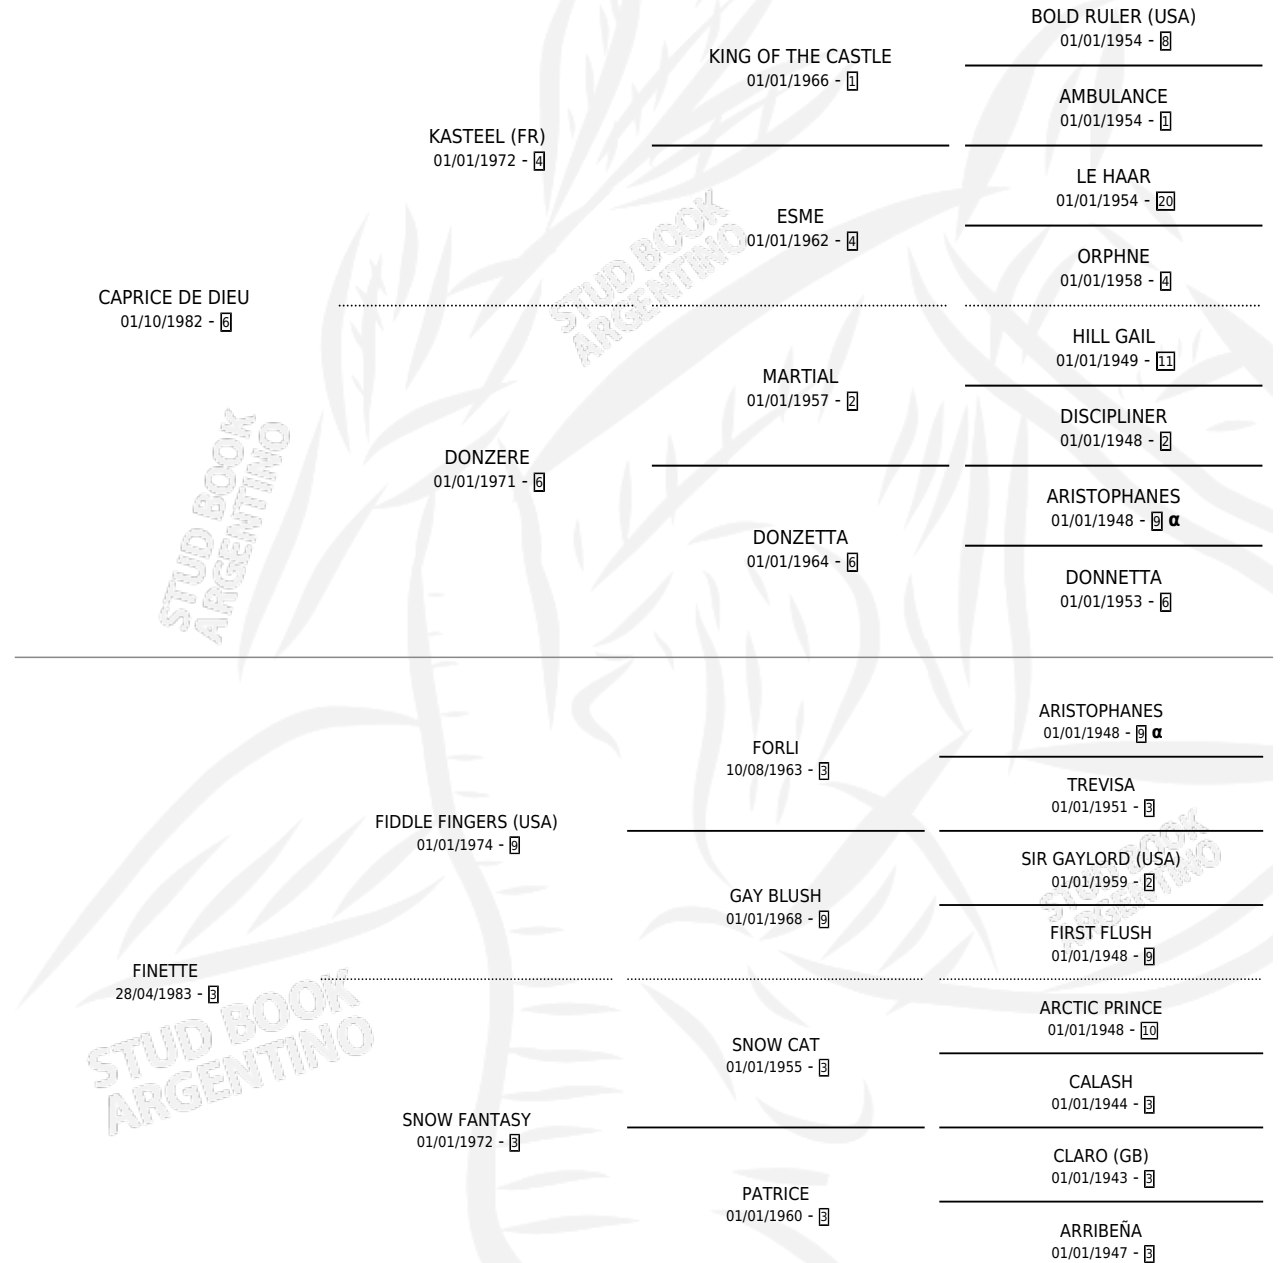 BOLD RULER (USA)
01/01/1954 - 8
KING OF THE CASTLE
01/01/1966 - 1
AMBULANCE
01/01/1954 - 1
KASTEEL (FR)
01/01/1972 - 4
LE HAAR
01/01/1954 - 20
ESME
01/01/1962 - 4
ORPHNE
01/01/1958 - 4
CAPRICE DE DIEU
01/10/1982 - 6
HILL GAIL
01/01/1949 - 11
MARTIAL
01/01/1957 - 2
DISCIPLINER
01/01/1948 - 2
DONZERE
01/01/1971 - 6
ARISTOPHANES
01/01/1948 - 9 α
DONZETTA
01/01/1964 - 6
DONNETTA
01/01/1953 - 6
ARISTOPHANES
01/01/1948 - 9 α
FORLI
10/08/1963 - 3
TREVISA
01/01/1951 - 3
FIDDLE FINGERS (USA)
01/01/1974 - 9
SIR GAYLORD (USA)
01/01/1959 - 2
GAY BLUSH
01/01/1968 - 9
FIRST FLUSH
01/01/1948 - 9
FINETTE
28/04/1983 - 3
ARCTIC PRINCE
01/01/1948 - 10
SNOW CAT
01/01/1955 - 3
CALASH
01/01/1944 - 3
SNOW FANTASY
01/01/1972 - 3
CLARO (GB)
01/01/1943 - 3
PATRICE
01/01/1960 - 3
ARRIBEÑA
01/01/1947 - 3
STUD BOOK
ARGENTINO
STUD BOOK
ARGENTINO
STUD BOOK
ARGENTINO
STUD BOOK
ARGENTINO